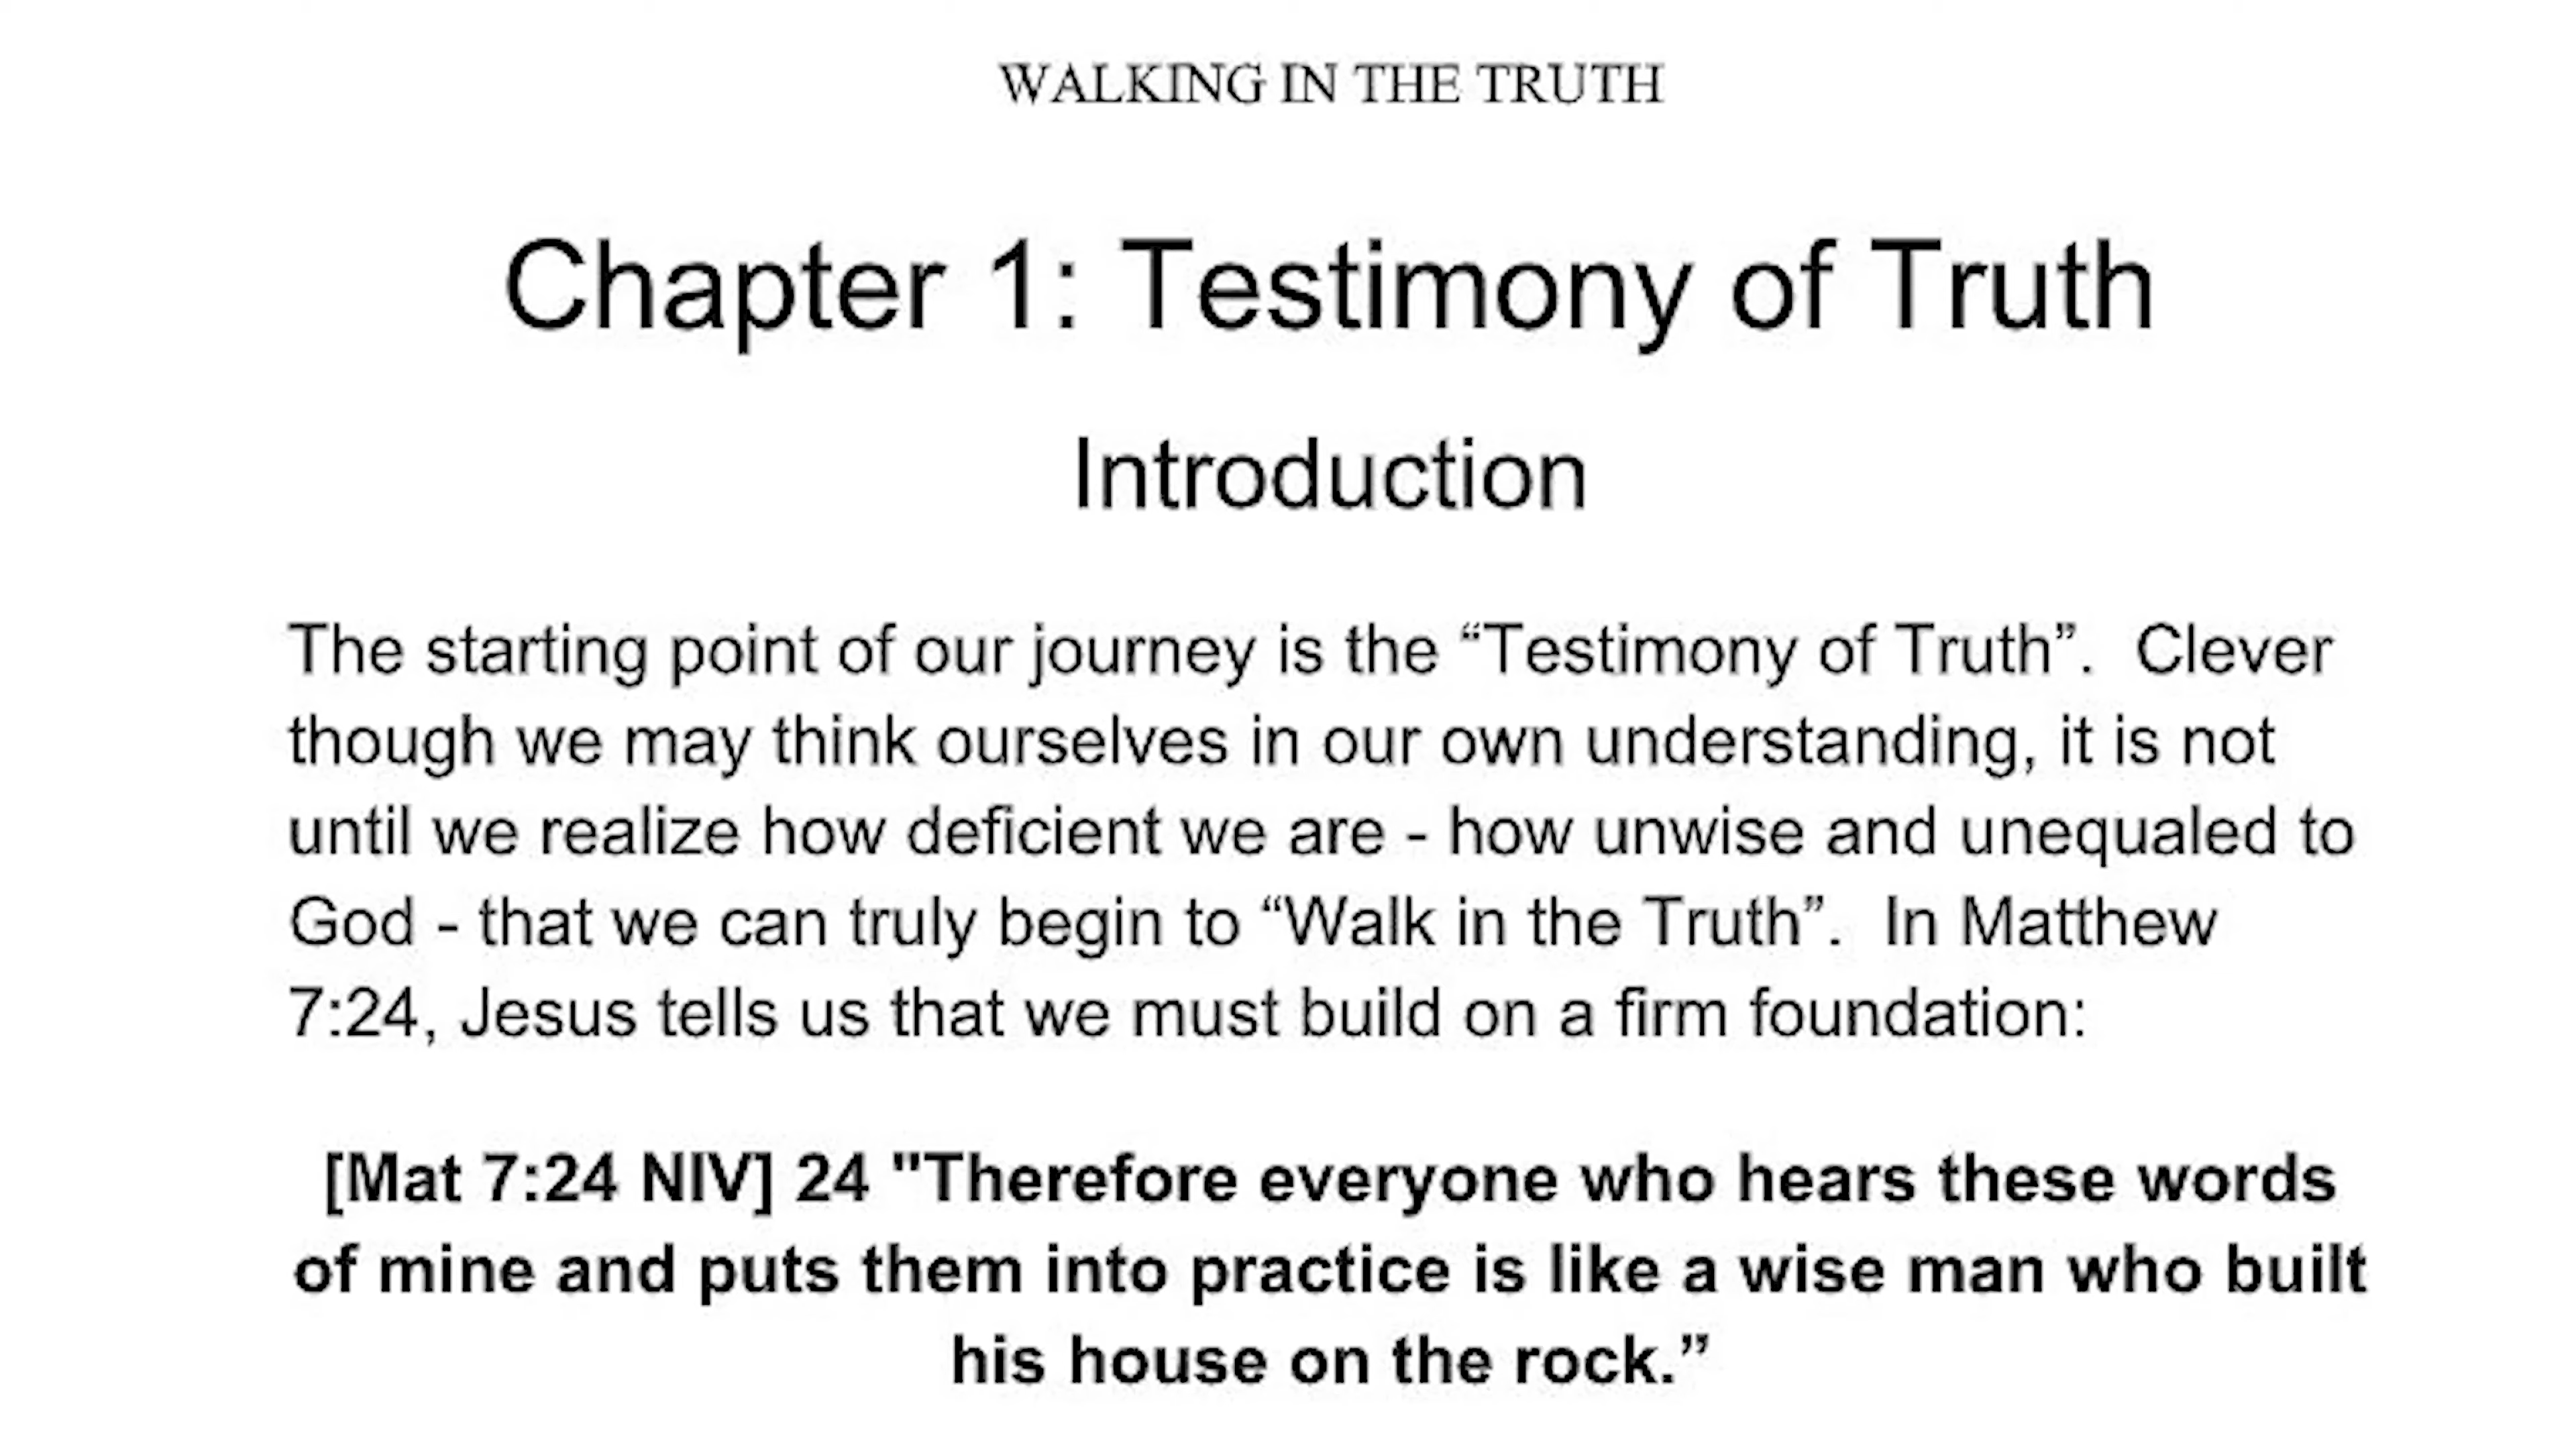 WALKING IN THE TRUTH
Chapter 1: Testimony of Truth
Introduction
The starting point of our journey is the “Testimony of Truth”.  Clever
though we may think ourselves in our own understanding, it is not
until we realize how deficient we are - how unwise and unequaled to
God - that we can truly begin to “Walk in the Truth”.  In Matthew
7:24, Jesus tells us that we must build on a firm foundation:
[Mat 7:24 NIV] 24 "Therefore everyone who hears these words
of mine and puts them into practice is like a wise man who built
his house on the rock.”